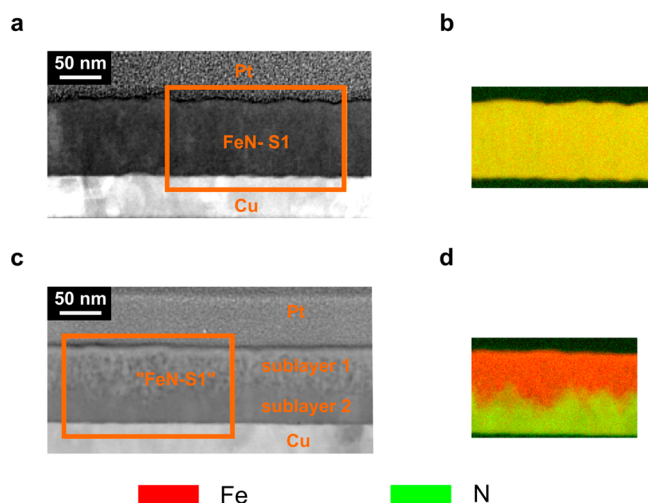 a
b
50 nm
Pt
FeN- S1
Cu
c
d
50 nm
Pt
sublayer 1
"FeN-S1"
sublayer 2
Cu
Fe
N